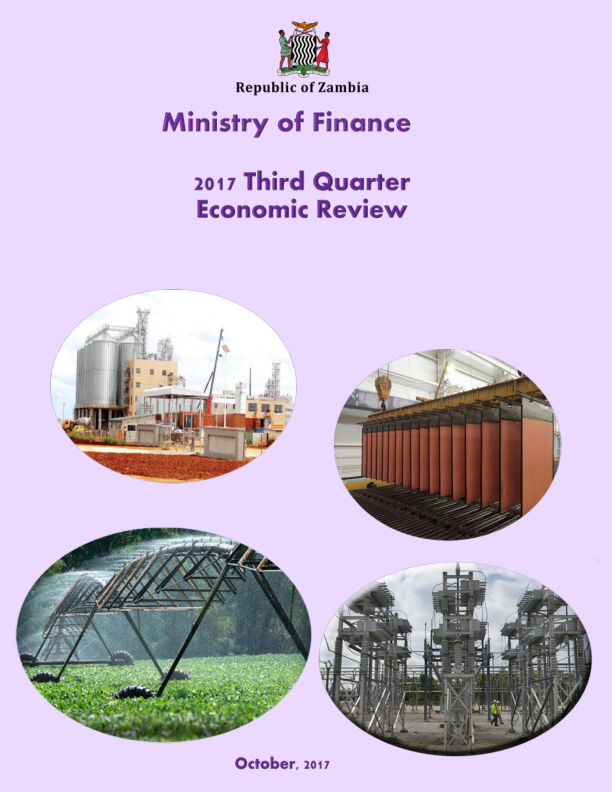 Republic of Zambia
Ministry of Finance
2017 Third Quarter
Economic Review
October, 2017